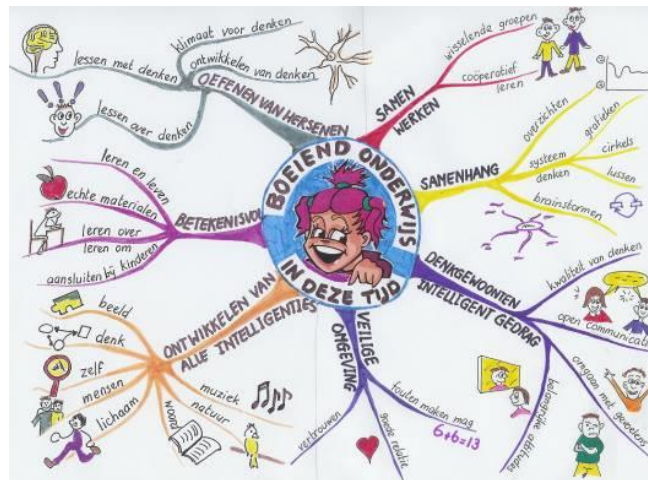 BOEIEND ONDERWIJS
IN DEZE TIJD
OEFENEN VAN HERSENEN
klimaat voor denken
ontwikkelen van denken
lessen met denken
lessen over denken
SAMEN
WERKEN
wisselende groepen
coöperatief
leren
SAMENHANG
overzichten
systeem
denken
grafieken
cirkels
lussen
brainstormen
DENKGEWOONTEN
INTELLIGENT GEDRAG
kwaliteit van denken
open communicati
omgaan met gevoelens
belangrijke attitudes
VEILIGE
OMGEVING
fouten maken mag
6+6=13
goede relatie
vertrouwen
ONTWIKKELEN VAN
ALLE INTELLIGENTIES
beeld
denk
zelf
mensen
lichaam
woord
natuur
muziek
BETEKENISVOL
leren en leven
echte materialen
leren over
leren om
aansluiten bij kinderen